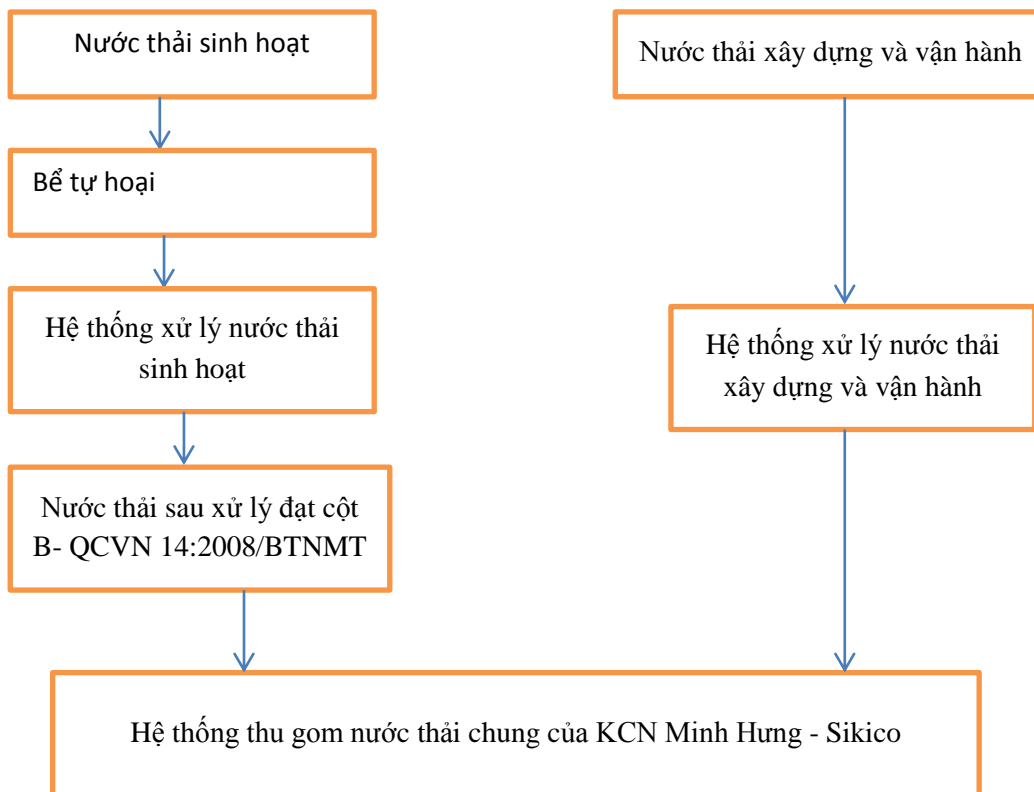 Nước thải sinh hoạt
Nước thải xây dựng và vận hành
Bể tự hoại
Hệ thống xử lý nước thải
sinh hoạt
Hệ thống xử lý nước thải
xây dựng và vận hành
Nước thải sau xử lý đạt cột
B- QCVN 14:2008/BTNMT
Hệ thống thu gom nước thải chung của KCN Minh Hưng - Sikico